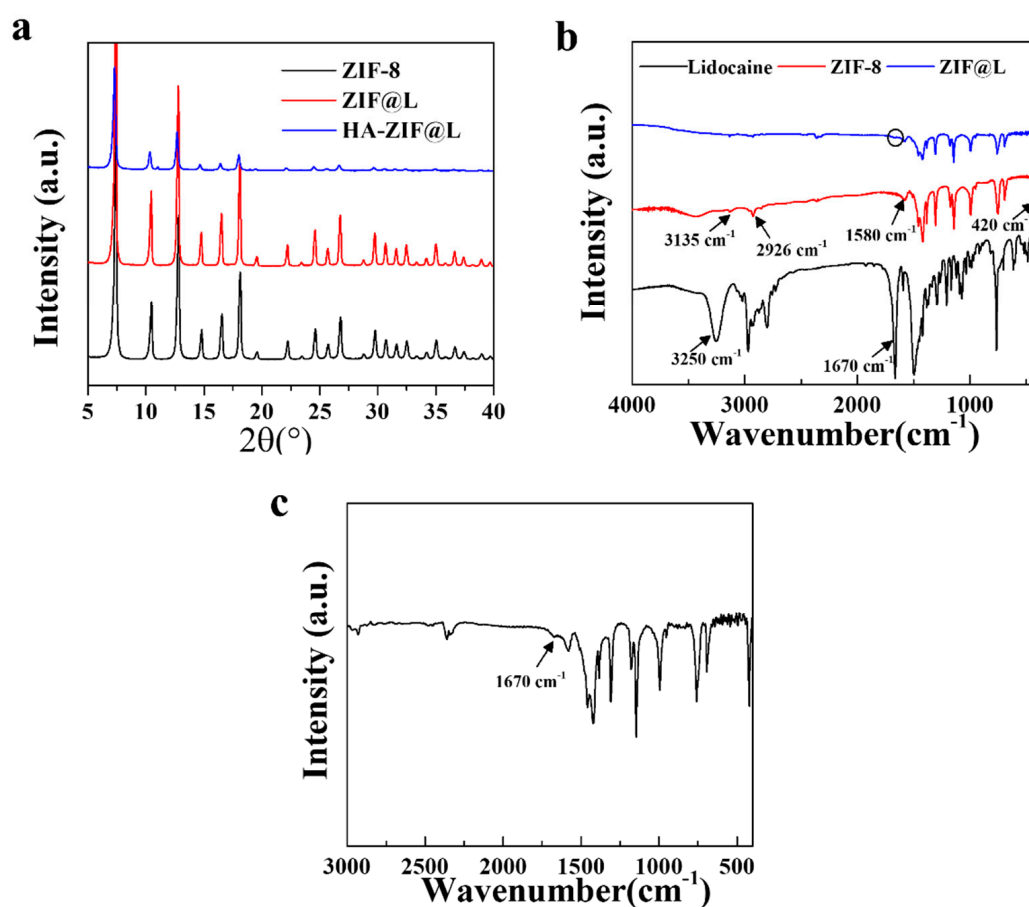 a
ZIF-8
ZIF@L
HA-ZIF@L
Intensity (a.u.)
5 10 15 20 25 30 35 40
2θ(°)
b
Lidocaine ZIF-8 ZIF@L
3135 cm⁻¹
2926 cm⁻¹
1580 cm⁻¹
420 cm⁻¹
3250 cm⁻¹
1670 cm⁻¹
Intensity (a.u.)
4000 3000 2000 1000
Wavenumber(cm⁻¹)
c
1670 cm⁻¹
Intensity (a.u.)
3000 2500 2000 1500 1000 500
Wavenumber(cm⁻¹)